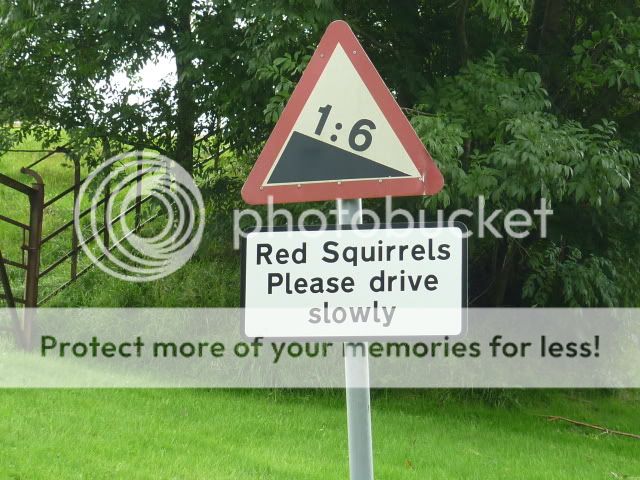 1:6
photobucket
Red Squirrels
Please drive
slowly
Protect more of your memories for less!